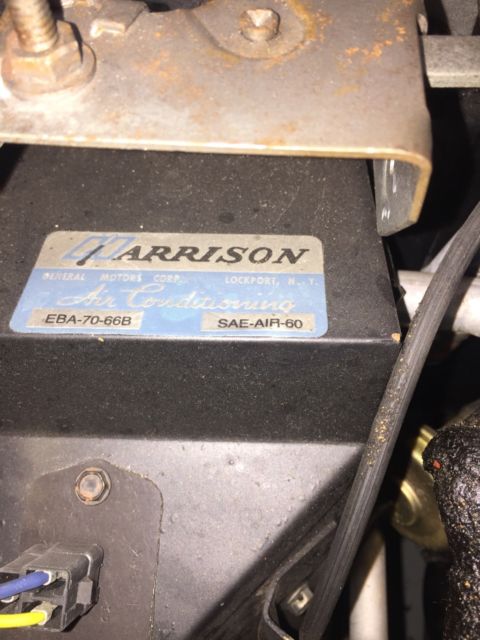 HARRISON
GENERAL MOTORS CORP. LOCKPORT, N. Y.
Air Conditioning
EBA-70-66B SAE-AIR-60